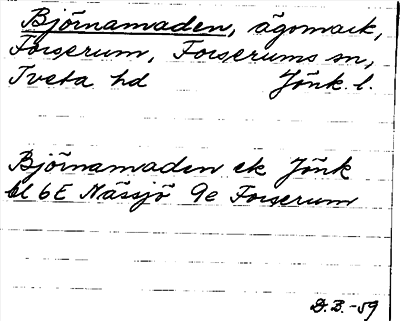 Björnamaden, ägomark,
Forserum, Forserums sn,
Tveta hd Jönk. l.
Björnamaden ek Jönk
bl 6E Nässjö 9e Forserum
D.B. -59